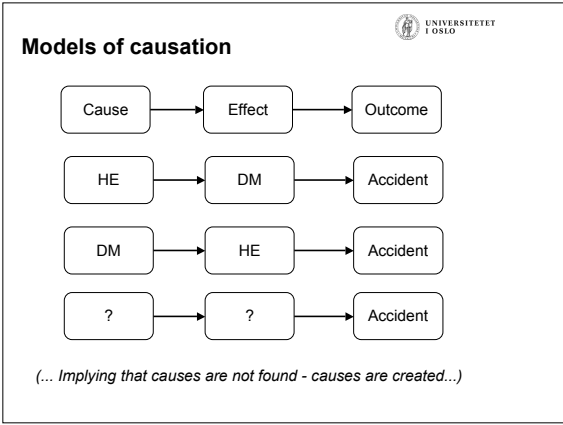 UNIVERSITETET
I OSLO
Models of causation
Cause Effect Outcome
HE DM Accident
DM HE Accident
? ? Accident
(... Implying that causes are not found - causes are created...)